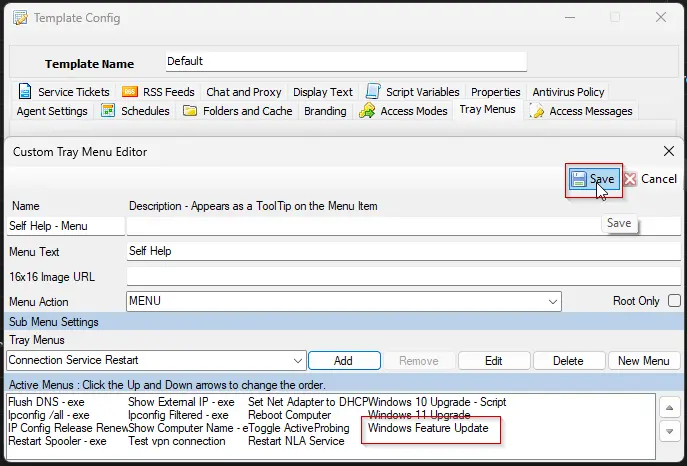 Template Config
Template Name Default
Service Tickets RSS Feeds Chat and Proxy Display Text Script Variables Properties Antivirus Policy
Agent Settings Schedules Folders and Cache Branding Access Modes Tray Menus Access Messages
Custom Tray Menu Editor
Save Cancel
Name Description - Appears as a ToolTip on the Menu Item
Save
Self Help - Menu
Menu Text Self Help
16x16 Image URL
Menu Action MENU Root Only
Sub Menu Settings
Tray Menus
Connection Service Restart Add Remove Edit Delete New Menu
Active Menus : Click the Up and Down arrows to change the order.
Flush DNS - exe Show External IP - exe Set Net Adapter to DHCP Windows 10 Upgrade - Script
Ipconfig /all - exe Ipconfig Filtered - exe Reboot Computer Windows 11 Upgrade
IP Config Release Renew Show Computer Name - e Toggle ActiveProbing Windows Feature Update
Restart Spooler - exe Test vpn connection Restart NLA Service